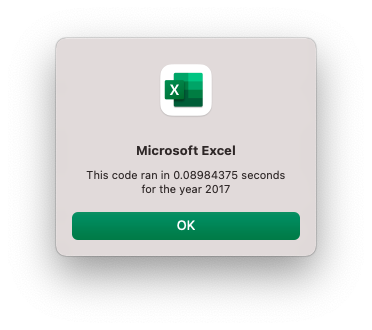 X
Microsoft Excel
This code ran in 0.08984375 seconds
for the year 2017
OK